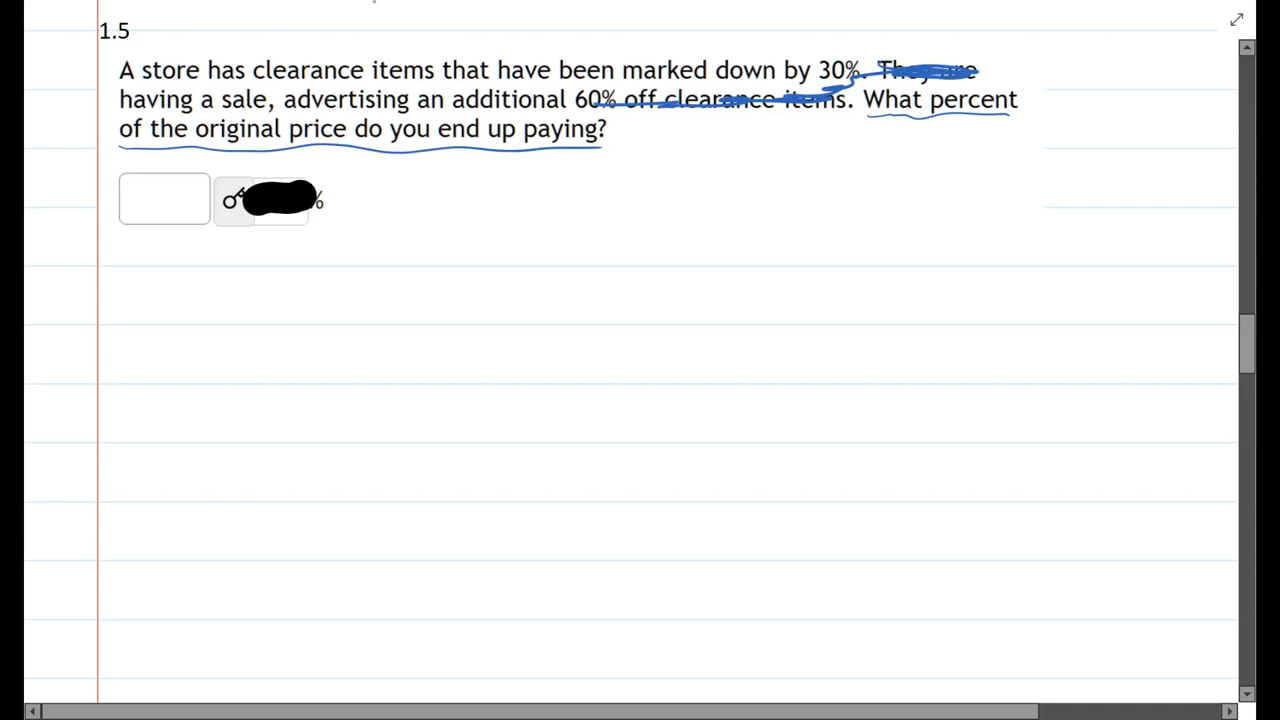 1.5
A store has clearance items that have been marked down by 30%. They are
having a sale, advertising an additional 60% off clearance items. What percent
of the original price do you end up paying?
%